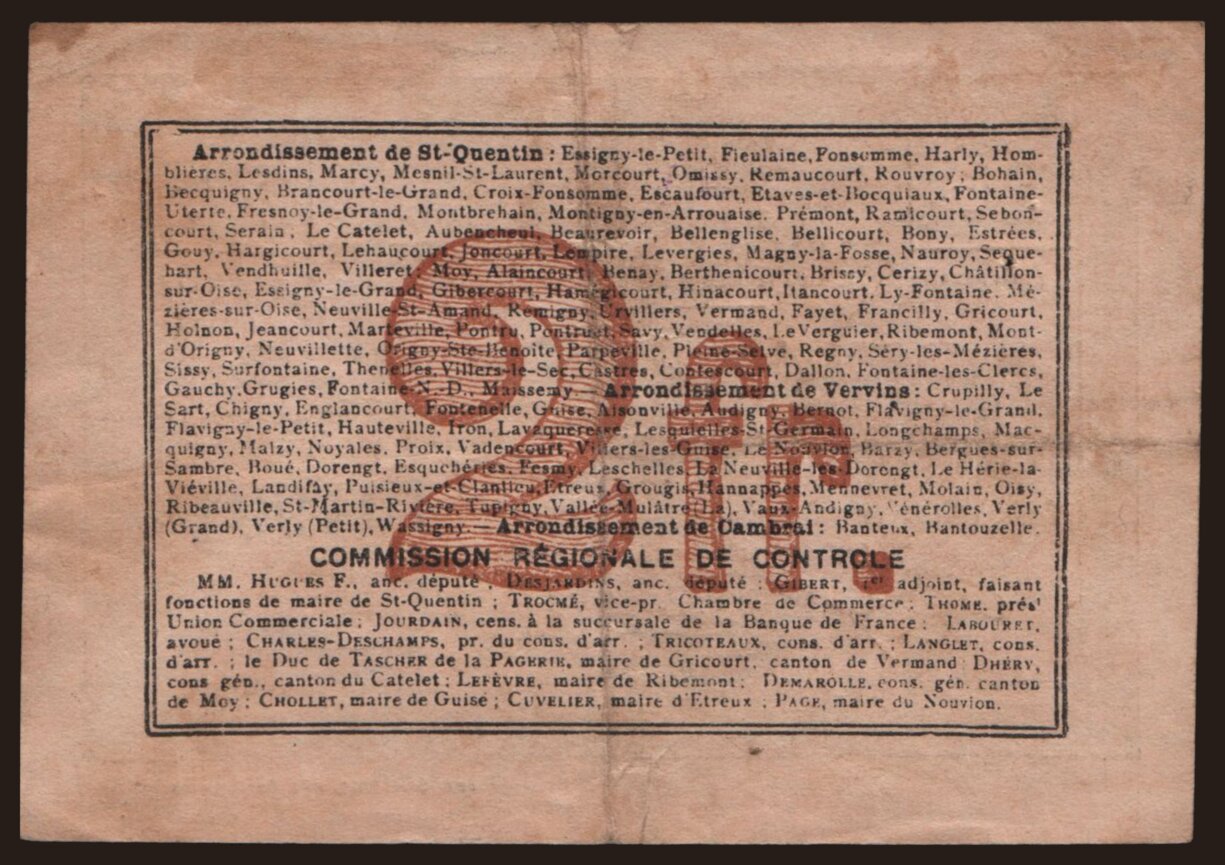 Arrondissement de St-Quentin : Essigny-le-Petit, Fieulaine, Fonsomme, Harly, Hom-
blières, Lesdins, Marcy, Mesnil-St-Laurent, Morcourt, Omissy, Remaucourt, Rouvroy ; Bohain,
Becquigny, Brancourt-le-Grand, Croix-Fonsomme, Escaufourt, Etaves-et-Bocquiaux, Fontaine-
Uterte, Fresnoy-le-Grand, Montbrehain, Montigny-en-Arrouaise, Prémont, Ramicourt, Sebon-
court, Serain, Le Catelet, Aubencheul, Beaurevoir, Bellenglise, Bellicourt, Bony, Estrées,
Gouy, Hargicourt, Lehaucourt, Joncourt, Lempire, Levergies, Magny-la-Fosse, Nauroy, Seque-
hart, Vendhuille, Villeret, Moy, Alaincourt, Benay, Berthenicourt, Brissy, Cerizy, Châtillon-
sur-Oise, Essigny-le-Grand, Gibercourt, Hamégicourt, Hinacourt, Itancourt, Ly-Fontaine, Mé-
zières-sur-Oise, Neuville-St-Amand, Remigny, Urvillers, Vermand, Fayet, Francilly, Gricourt,
Holnon, Jeancourt, Marteville, Pontru, Pontruet, Savy, Vendelles, Le Verguier, Ribemont, Mont-
d'Origny, Neuvillette, Origny-Ste-Benoite, Parpeville, Pleine-Selve, Regny, Séry-les-Mézières,
Sissy, Surfontaine, Thenelles, Villers-le-Sec, Castres, Contescourt, Dallon, Fontaine-les-Clercs,
Gauchy, Grugies, Fontaine-N.-D., Maissemy — Arrondissement de Vervins : Crupilly, Le
Sart, Chigny, Englancourt, Fontenelle, Guise, Aisonville, Audigny, Bernot, Flavigny-le-Grand,
Flavigny-le-Petit, Hauteville, Iron, Lavaqueresse, Lesquielles-St-Germain, Longchamps, Mac-
quigny, Malzy, Noyales, Proix, Vadencourt, Villers-les-Guise, Le Nouvion, Barzy, Bergues-sur-
Sambre, Boué, Dorengt, Esquehéries, Fesmy, Leschelles, La Neuville-les-Dorengt, Le Hérie-la-
Viéville, Landifay, Puisieux-et-Clanlieu, Etreux, Grougis, Hannappes, Mennevret, Molain, Oisy,
Ribeauville, St-Martin-Rivière, Tupigny, Vallée-Mulâtre (La), Vaux-Andigny, Vénérolles, Verly
(Grand), Verly (Petit), Wassigny — Arrondissement de Cambrai : Banteux, Bantouzelle.
2 fr.
COMMISSION RÉGIONALE DE CONTROLE
MM. HUGUES F., anc. député ; DESJARDINS, anc. député ; GIBERT, 1er adjoint, faisant
fonctions de maire de St-Quentin ; TROCMÉ, vice-pr. Chambre de Commerce ; THOME, prést
Union Commerciale ; JOURDAIN, cens. à la succursale de la Banque de France ; LABOURET,
avoué ; CHARLES-DESCHAMPS, pr. du cons. d'arr. ; TRICOTEAUX, cons. d'arr. ; LANGLET, cons.
d'arr. ; le Duc de TASCHER de la PAGERIE, maire de Gricourt, canton de Vermand ; DHÉRY,
cons gén., canton du Catelet ; LEFÈVRE, maire de Ribemont ; DEMAROLLE, cons. gén. canton
de Moy ; CHOLLET, maire de Guise ; CUVELIER, maire d'Etreux ; PAGE, maire du Nouvion.